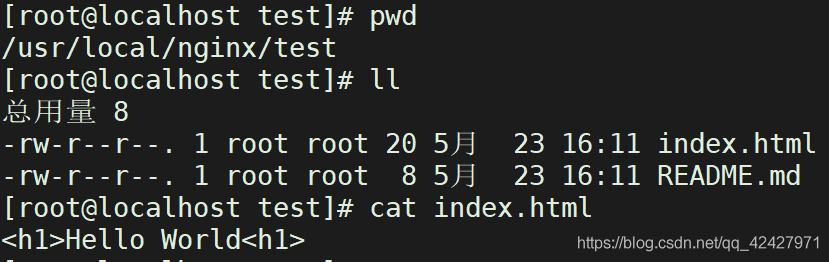 [root@localhost test]# pwd
/usr/local/nginx/test
[root@localhost test]# ll
总用量 8
-rw-r--r--. 1 root root 20 5月  23 16:11 index.html
-rw-r--r--. 1 root root  8 5月  23 16:11 README.md
[root@localhost test]# cat index.html
<h1>Hello World<h1>
https://blog.csdn.net/qq_42427971